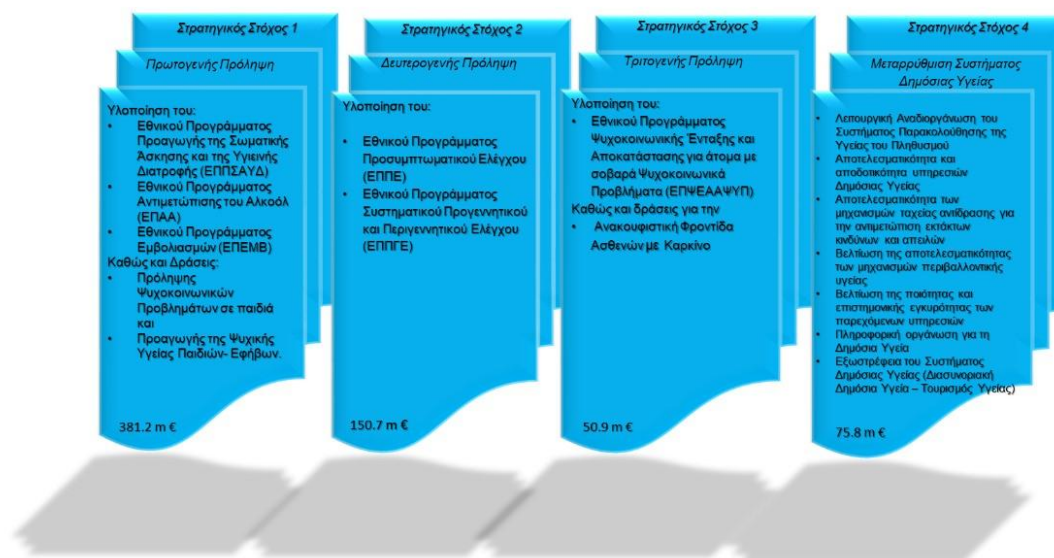 Στρατηγικός Στόχος 1
Πρωτογενής Πρόληψη
Υλοποίηση του:
• Εθνικού Προγράμματος
Προαγωγής της Σωματικής
Άσκησης και της Υγιεινής
Διατροφής (ΕΠΠΣΑΥΔ)
• Εθνικού Προγράμματος
Αντιμετώπισης του Αλκοόλ
(ΕΠΑΑ)
• Εθνικού Προγράμματος
Εμβολιασμών (ΕΠΕΜΒ)
Καθώς και Δράσεις:
• Πρόληψης
Ψυχοκοινωνικών
Προβλημάτων σε παιδιά
και
• Προαγωγής της Ψυχικής
Υγείας Παιδιών- Εφήβων.
381.2 m €
Στρατηγικός Στόχος 2
Δευτερογενής Πρόληψη
Υλοποίηση του:
• Εθνικού Προγράμματος
Προσυμπτωματικού Ελέγχου
(ΕΠΠΕ)
• Εθνικού Προγράμματος
Συστηματικού Προγεννητικού
και Περιγεννητικού Ελέγχου
(ΕΠΠΓΕ)
150.7 m €
Στρατηγικός Στόχος 3
Τριτογενής Πρόληψη
Υλοποίηση του:
• Εθνικού Προγράμματος
Ψυχοκοινωνικής Ένταξης και
Αποκατάστασης για άτομα με
σοβαρά Ψυχοκοινωνικά
Προβλήματα (ΕΠΨΕΑΑΨΥΠ)
Καθώς και δράσεις για την
• Ανακουφιστική Φροντίδα
Ασθενών με Καρκίνο
50.9 m €
Στρατηγικός Στόχος 4
Μεταρρύθμιση Συστήματος
Δημόσιας Υγείας
• Λειτουργική Αναδιοργάνωση του
Συστήματος Παρακολούθησης της
Υγείας του Πληθυσμού
• Αποτελεσματικότητα και
αποδοτικότητα υπηρεσιών
Δημόσιας Υγείας
• Αποτελεσματικότητα των
μηχανισμών ταχείας αντίδρασης για
την αντιμετώπιση εκτάκτων
κινδύνων και απειλών
• Βελτίωση της αποτελεσματικότητας
των μηχανισμών περιβαλλοντικής
υγείας
• Βελτίωση της ποιότητας και
επιστημονικής εγκυρότητας των
παρεχόμενων υπηρεσιών
• Πληροφορική οργάνωση για τη
Δημόσια Υγεία
• Εξωστρέφεια του Συστήματος
Δημόσιας Υγείας (Διασυνοριακή
Δημόσια Υγεία – Τουρισμός Υγείας)
75.8 m €